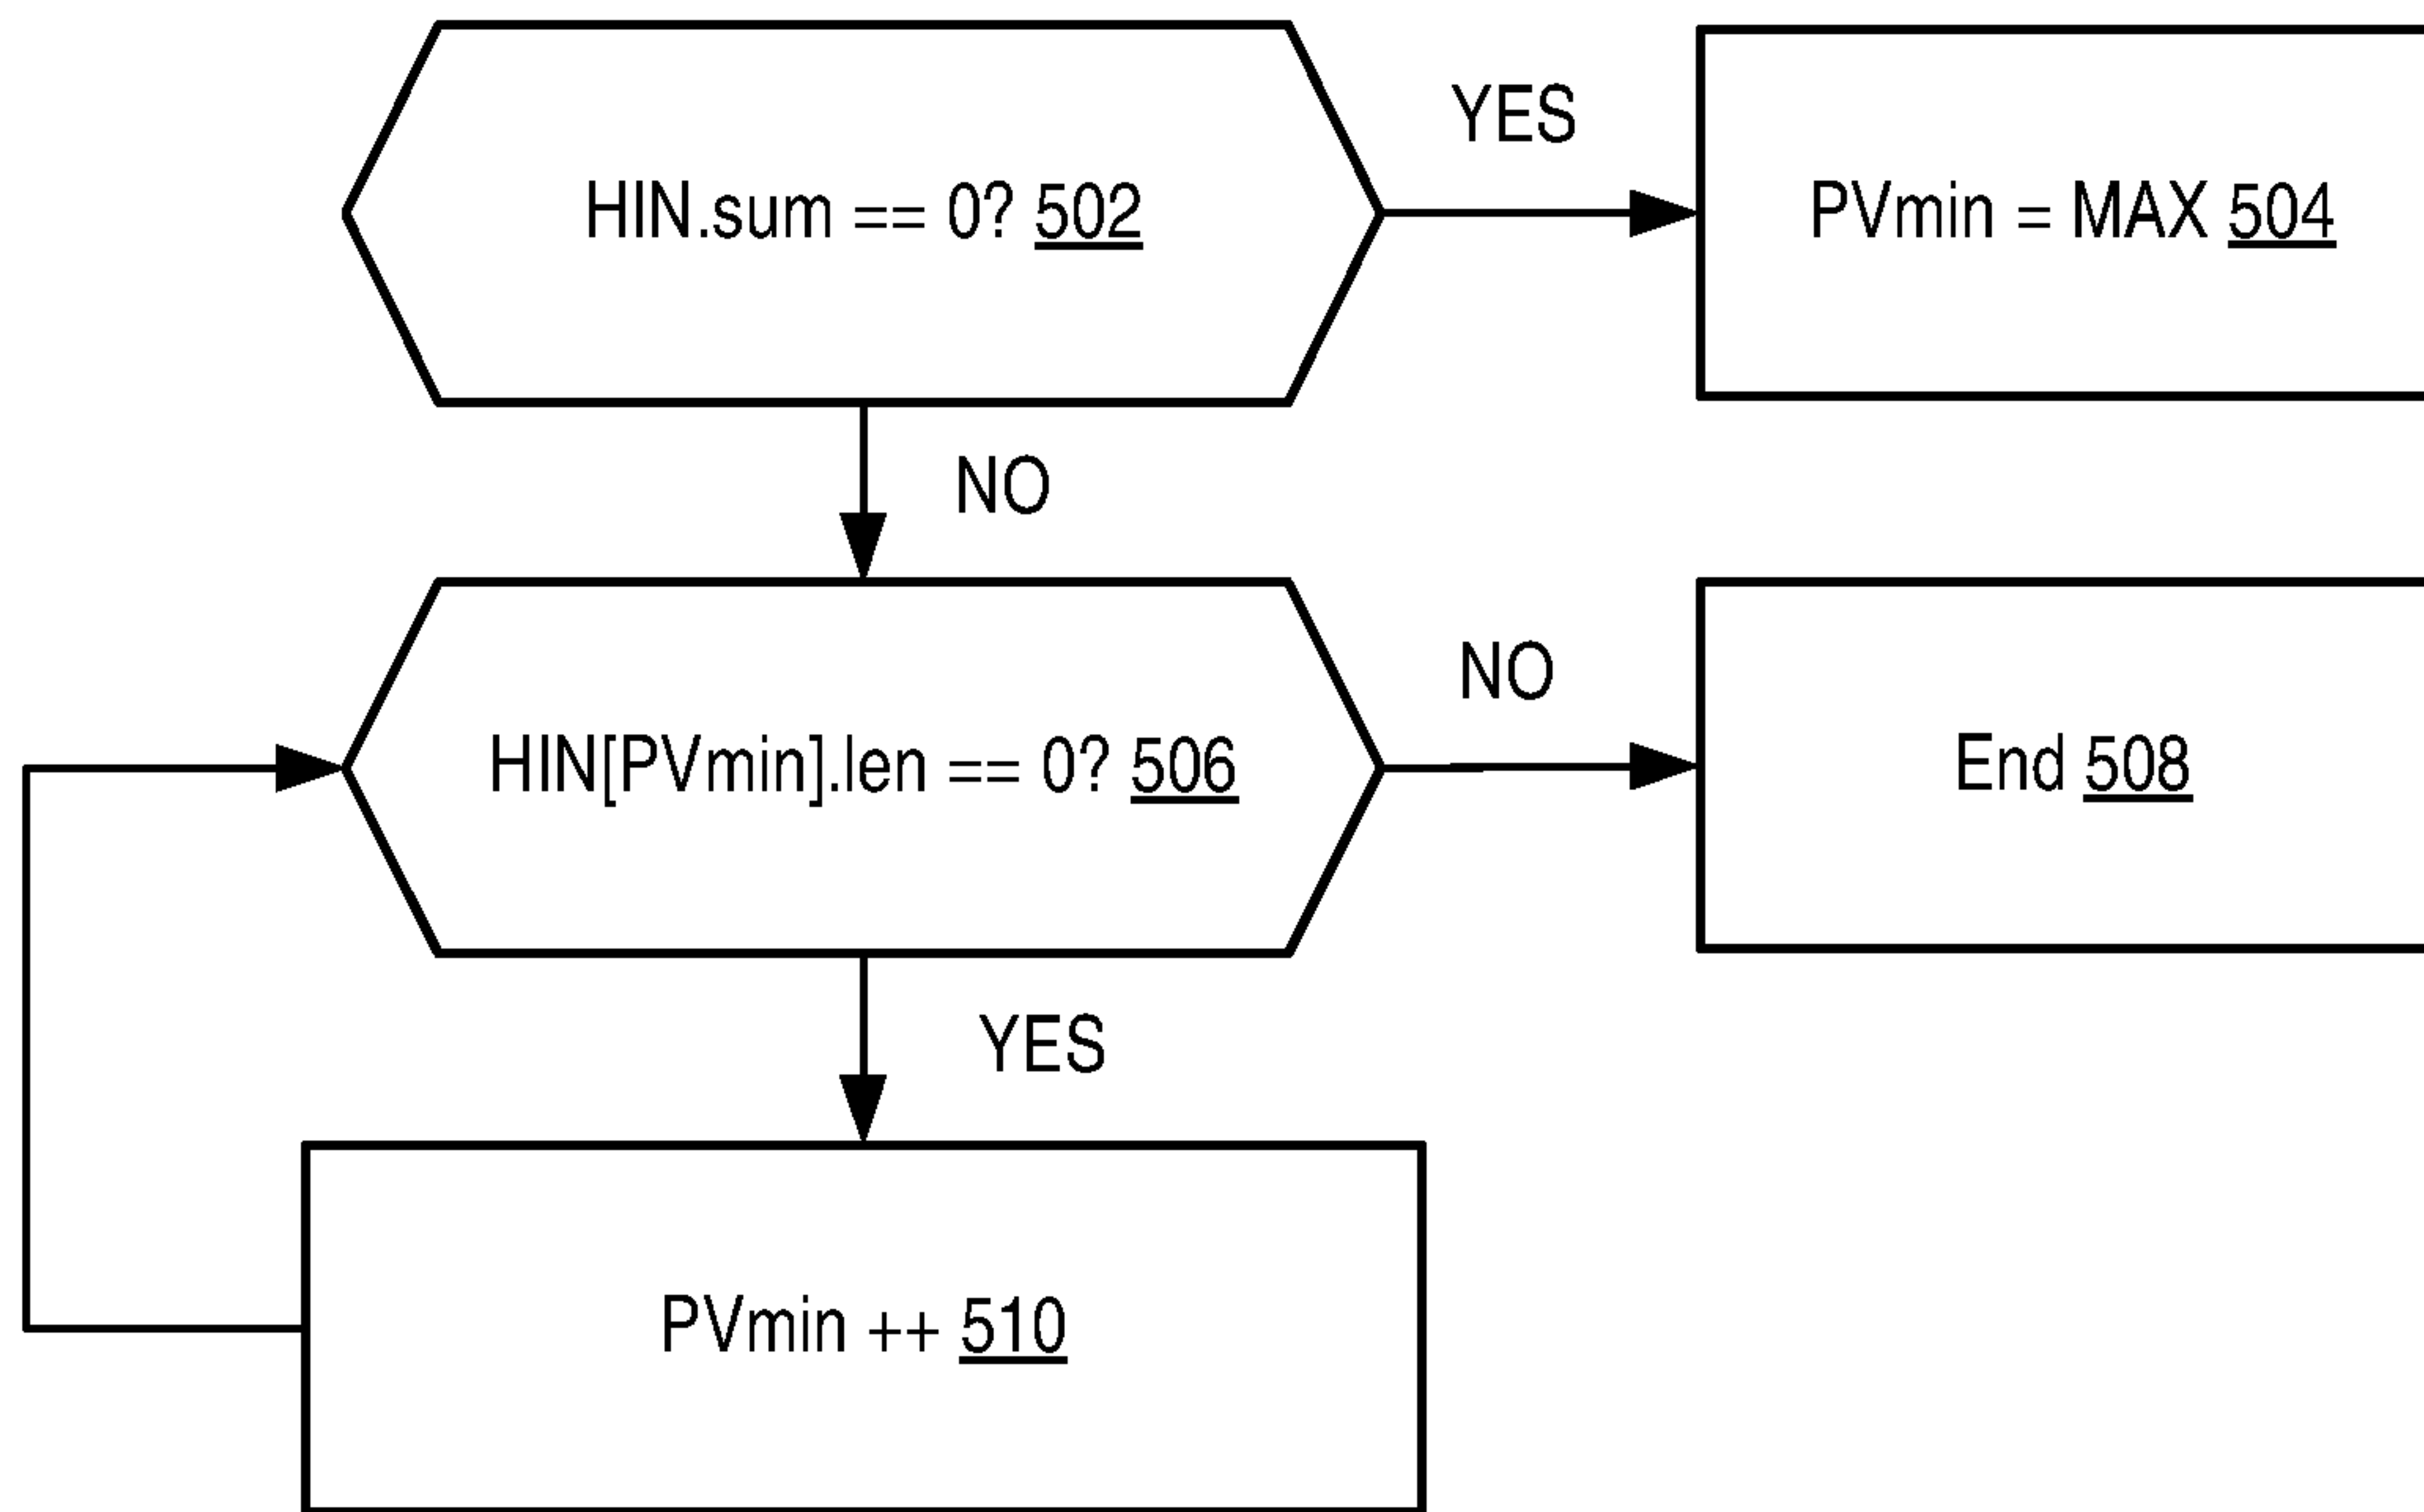 HIN.sum == 0? 502
YES
PVmin = MAX 504
NO
HIN[PVmin].len == 0? 506
NO
End 508
YES
PVmin ++ 510